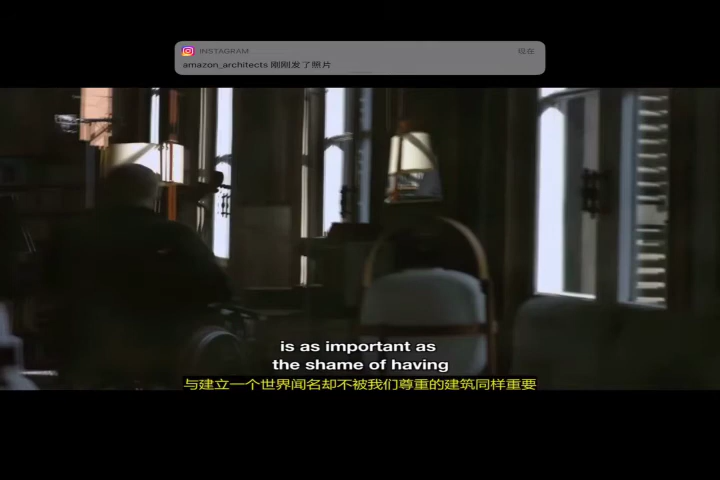 INSTAGRAM
现在
amazon_architects 刚刚发了照片
is as important as
the shame of having
与建立一个世界闻名却不被我们尊重的建筑同样重要